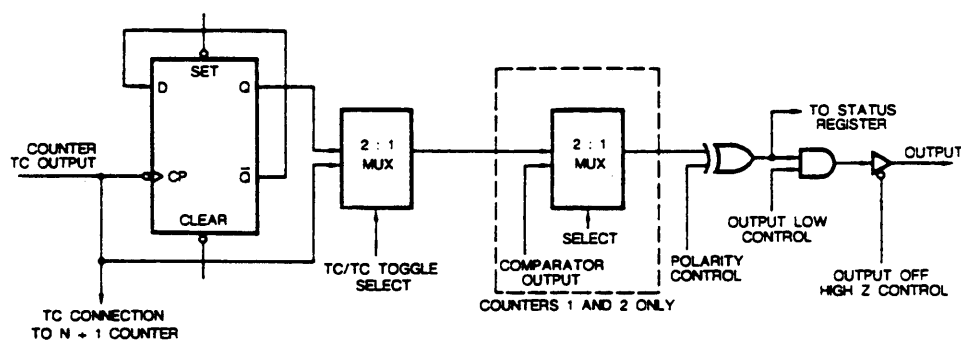 SET
D
Q
COUNTER
TC OUTPUT
CP
Q̅
CLEAR
2 : 1
MUX
TC/TC TOGGLE
SELECT
TC CONNECTION
TO N + 1 COUNTER
2 : 1
MUX
SELECT
COMPARATOR
OUTPUT
COUNTERS 1 AND 2 ONLY
POLARITY
CONTROL
TO STATUS
REGISTER
OUTPUT
OUTPUT LOW
CONTROL
OUTPUT OFF
HIGH Z CONTROL